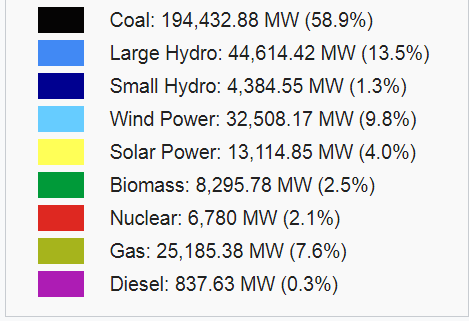 Coal: 194,432.88 MW (58.9%)
Large Hydro: 44,614.42 MW (13.5%)
Small Hydro: 4,384.55 MW (1.3%)
Wind Power: 32,508.17 MW (9.8%)
Solar Power: 13,114.85 MW (4.0%)
Biomass: 8,295.78 MW (2.5%)
Nuclear: 6,780 MW (2.1%)
Gas: 25,185.38 MW (7.6%)
Diesel: 837.63 MW (0.3%)